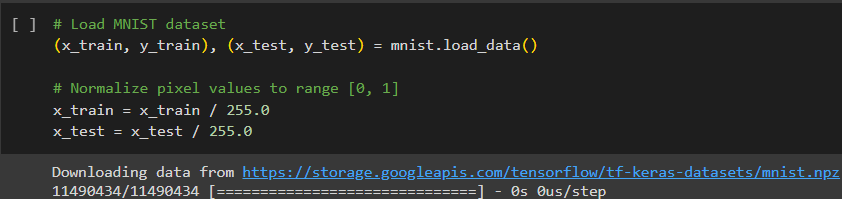 [ ] # Load MNIST dataset
(x_train, y_train), (x_test, y_test) = mnist.load_data()
# Normalize pixel values to range [0, 1]
x_train = x_train / 255.0
x_test = x_test / 255.0
Downloading data from https://storage.googleapis.com/tensorflow/tf-keras-datasets/mnist.npz
11490434/11490434 [==============================] - 0s 0us/step